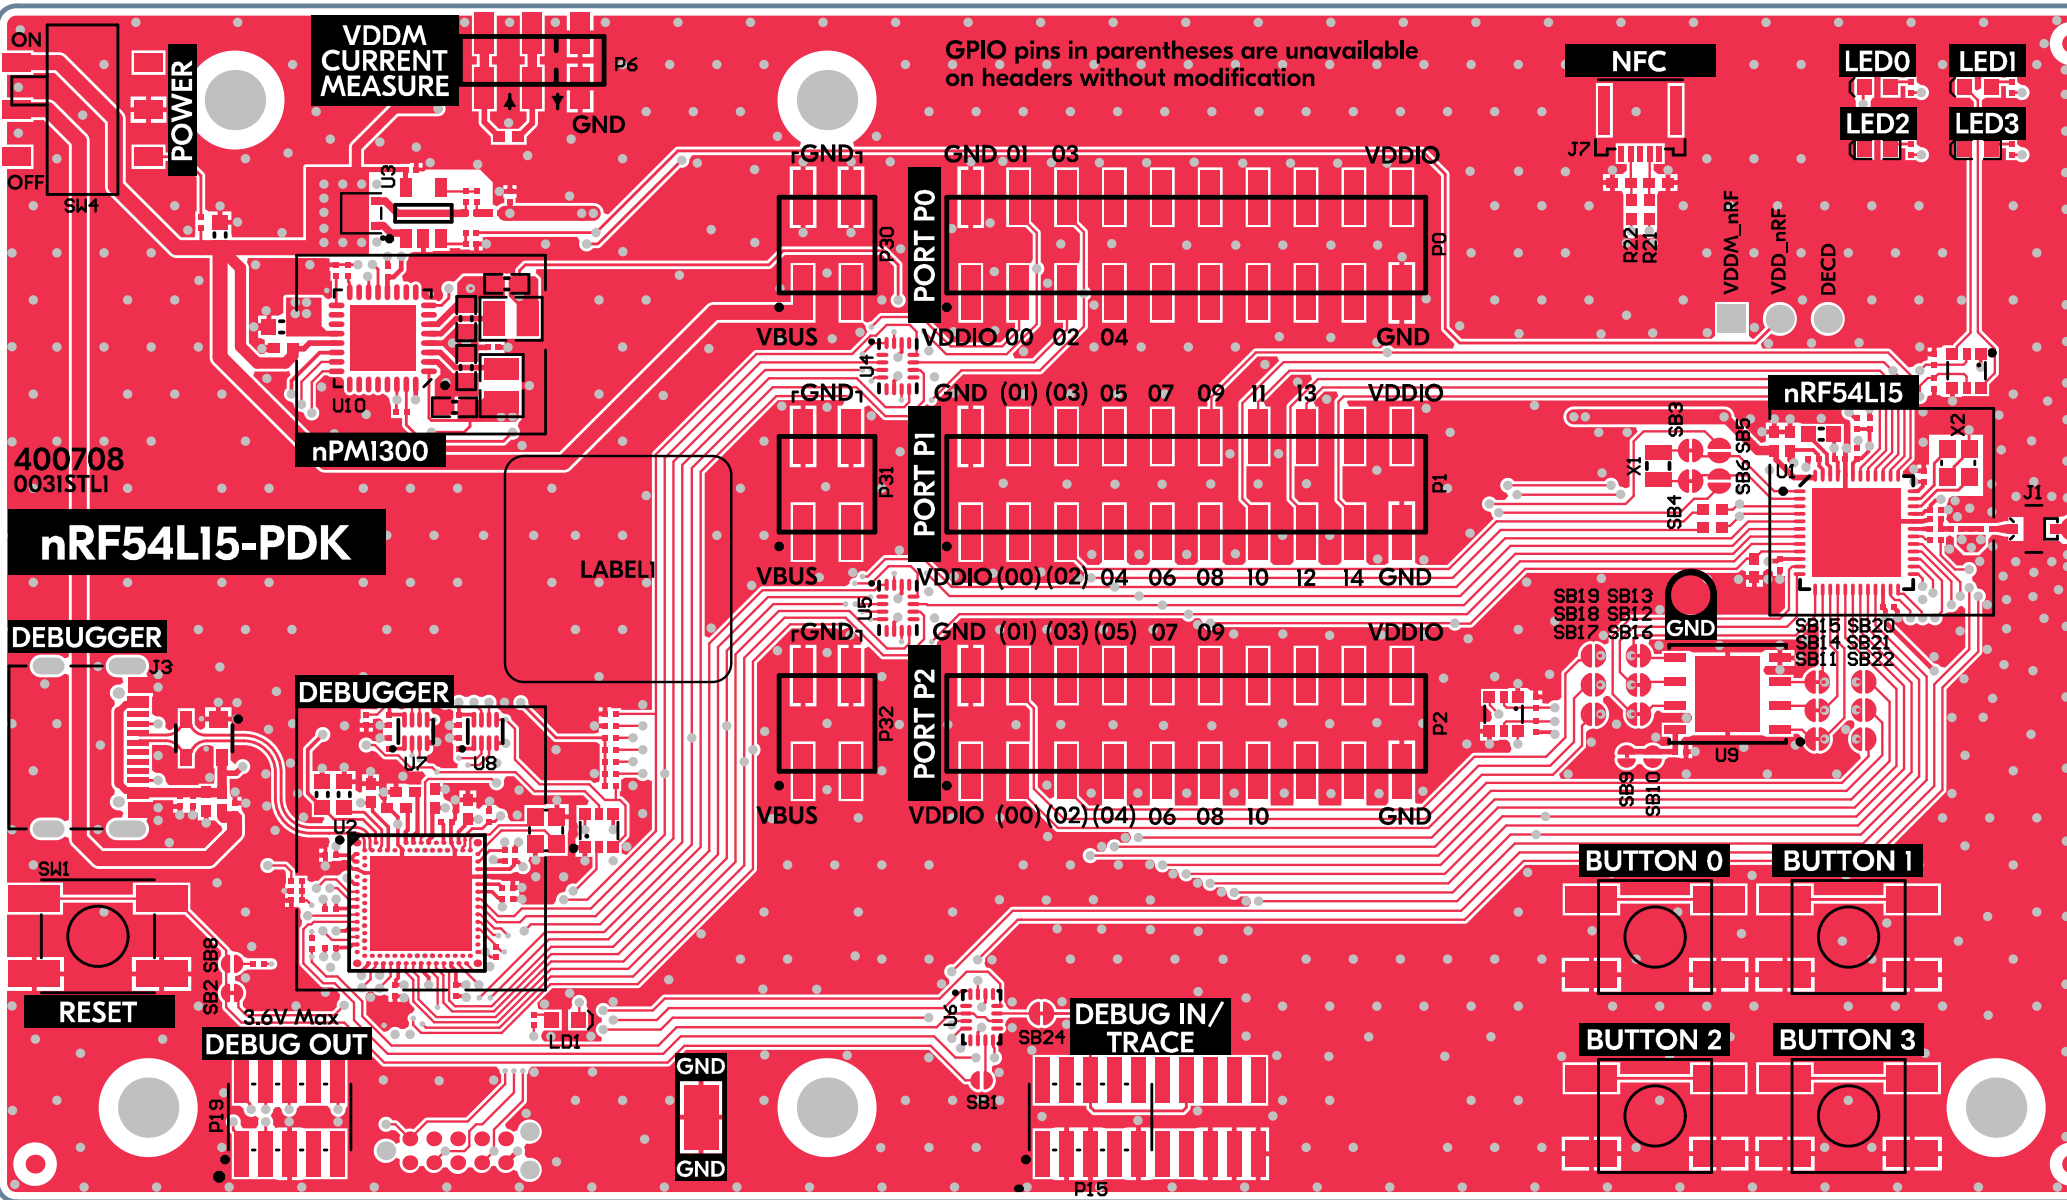 ON
OFF
SW4
POWER
VDDM
CURRENT
MEASURE
P6
GND
GPIO pins in parentheses are unavailable
on headers without modification
NFC
J7
R22
R21
LED0
LED1
LED2
LED3
VDDM_nRF
VDD_nRF
DECD
U3
GND
P30
VBUS
PORT P0
GND 01 03 VDDIO
P0
VDDIO 00 02 04 GND
U10
nPM1300
U4
400708
0031STL1
nRF54L15-PDK
LABEL1
GND
P31
VBUS
PORT P1
GND (01) (03) 05 07 09 11 13 VDDIO
P1
VDDIO (00) (02) 04 06 08 10 12 14 GND
nRF54L15
SB3
SB5
X1
SB6
SB4
U1
X2
J1
U5
GND
P32
VBUS
PORT P2
GND (01) (03) (05) 07 09 VDDIO
P2
VDDIO (00) (02) (04) 06 08 10 GND
SB19 SB13
SB18 SB12
SB17 SB16
GND
SB15 SB20
SB14 SB21
SB11 SB22
U9
SB9
SB10
DEBUGGER
J3
DEBUGGER
U7
U8
U2
SW1
SB8
SB2
RESET
3.6V Max
DEBUG OUT
P19
LD1
GND
GND
U6
SB24
SB1
DEBUG IN/
TRACE
P15
BUTTON 0
BUTTON 1
BUTTON 2
BUTTON 3